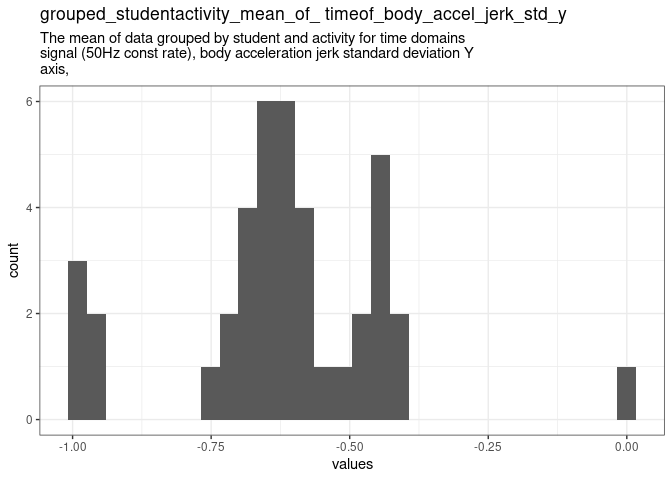 grouped_studentactivity_mean_of_ timeof_body_accel_jerk_std_y
The mean of data grouped by student and activity for time domains
signal (50Hz const rate), body acceleration jerk standard deviation Y
axis,
6
4
2
0
count
-1.00
-0.75
-0.50
-0.25
0.00
values